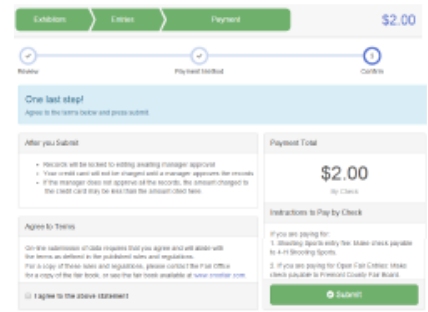 Exhibitors
Entries
Payment
$2.00
Review
Payment Method
3
Confirm
One last step!
Agree to the terms below and press submit.
After you Submit
Records will be locked to editing awaiting manager approval
Your credit card will not be charged until a manager approves the records
If the manager does not approve all the records, the amount charged to
the credit card may be less than the amount cited here
Agree to Terms
On-line submission of data requires that you agree and will abide with
the terms as defined in the published rules and regulations.
For a copy of these rules and regulations, please contact the Fair Office
for a copy of the fair book, or see the fair book available at
I agree to the above statement
Payment Total
$2.00
By Check
Instructions to Pay by Check
If you are paying for:
1. Shooting Sports entry fee: Make check payable
to 4-H Shooting Sports.
2. If you are paying for Open Fair Entries: Make
check payable to Fremont County Fair Board.
Submit